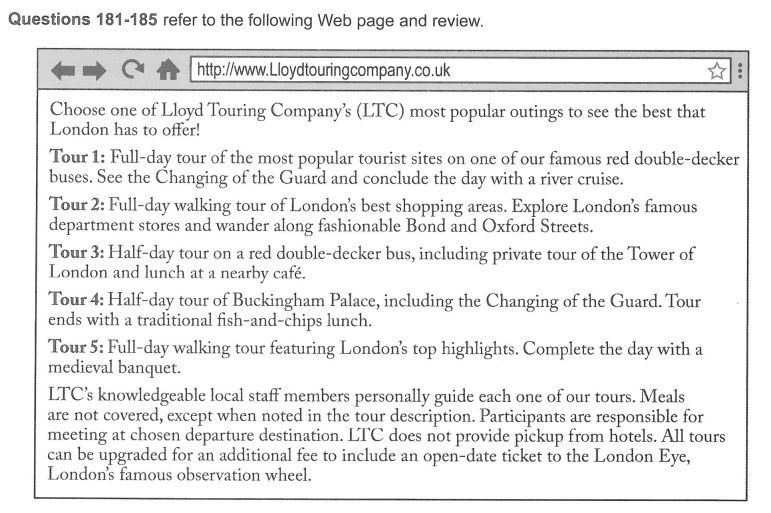 Questions 181-185 refer to the following Web page and review.
http://www.Lloydtouringcompany.co.uk
Choose one of Lloyd Touring Company's (LTC) most popular outings to see the best that
London has to offer!
Tour 1: Full-day tour of the most popular tourist sites on one of our famous red double-decker
buses. See the Changing of the Guard and conclude the day with a river cruise.
Tour 2: Full-day walking tour of London's best shopping areas. Explore London's famous
department stores and wander along fashionable Bond and Oxford Streets.
Tour 3: Half-day tour on a red double-decker bus, including private tour of the Tower of
London and lunch at a nearby café.
Tour 4: Half-day tour of Buckingham Palace, including the Changing of the Guard. Tour
ends with a traditional fish-and-chips lunch.
Tour 5: Full-day walking tour featuring London's top highlights. Complete the day with a
medieval banquet.
LTC's knowledgeable local staff members personally guide each one of our tours. Meals
are not covered, except when noted in the tour description. Participants are responsible for
meeting at chosen departure destination. LTC does not provide pickup from hotels. All tours
can be upgraded for an additional fee to include an open-date ticket to the London Eye,
London's famous observation wheel.